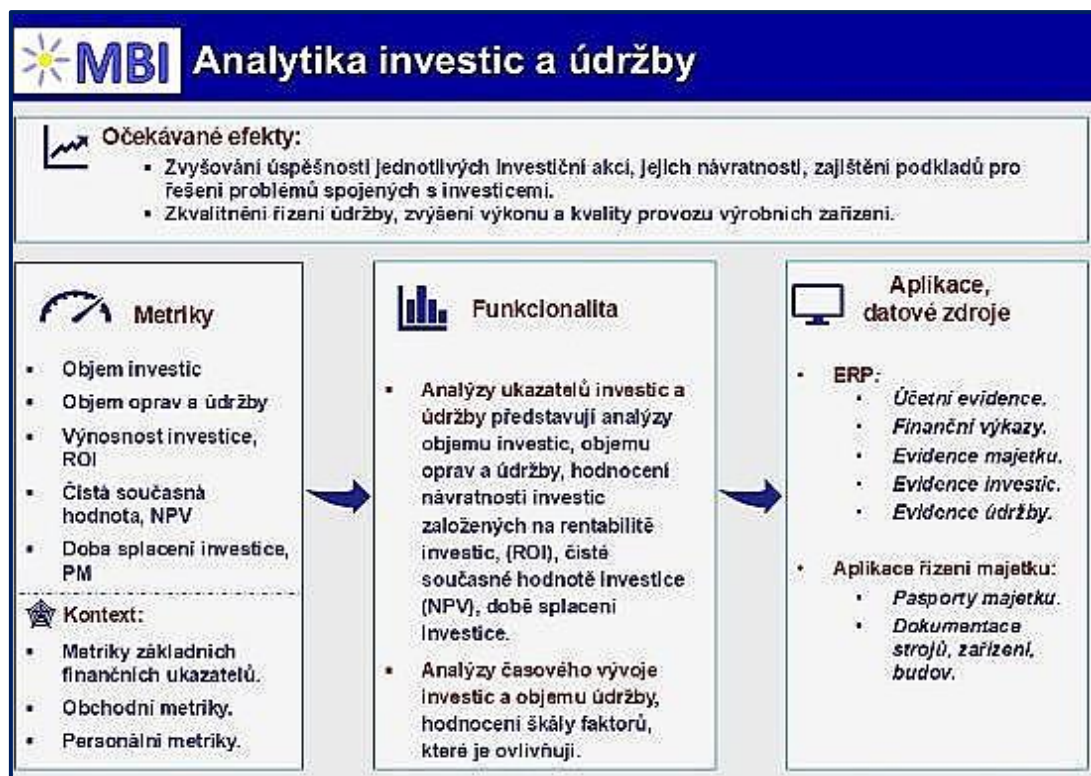 MBI Analytika investic a údržby
Očekávané efekty:
▪ Zvyšování úspěšnosti jednotlivých investiční akcí, jejich návratnosti, zajištění podkladů pro
řešení problémů spojených s investicemi.
▪ Zkvalitnění řízení údržby, zvýšení výkonu a kvality provozu výrobních zařízení.
Metriky
▪ Objem investic
▪ Objem oprav a údržby
▪ Výnosnost investice,
ROI
▪ Čistá současná
hodnota, NPV
▪ Doba splacení investice,
PM
Kontext:
▪ Metriky základních
finančních ukazatelů.
▪ Obchodní metriky.
▪ Personální metriky.
Funkcionalita
▪ Analýzy ukazatelů investic a
údržby představují analýzy
objemu investic, objemu
oprav a údržby, hodnocení
návratnosti investic
založených na rentabilitě
investic, (ROI), čisté
současné hodnotě investice
(NPV), době splacení
investice.
▪ Analýzy časového vývoje
investic a objemu údržby,
hodnocení škály faktorů,
které je ovlivňují.
Aplikace,
datové zdroje
• ERP:
• Účetní evidence.
• Finanční výkazy.
• Evidence majetku.
• Evidence investic.
• Evidence údržby.
• Aplikace řízení majetku:
• Pasporty majetku.
• Dokumentace
strojů, zařízení,
budov.